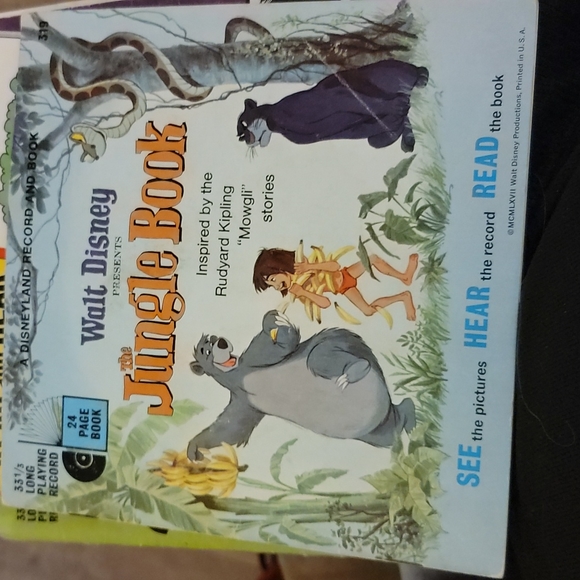 A DISNEYLAND RECORD AND BOOK
319
33 1/3
LONG
PLAYING
RECORD
24
PAGE
BOOK
Walt Disney
PRESENTS
The
Jungle Book
Inspired by the
Rudyard Kipling
"Mowgli"
stories
SEE the pictures HEAR the record READ the book
© MCMLXVII Walt Disney Productions, Printed in U.S.A.